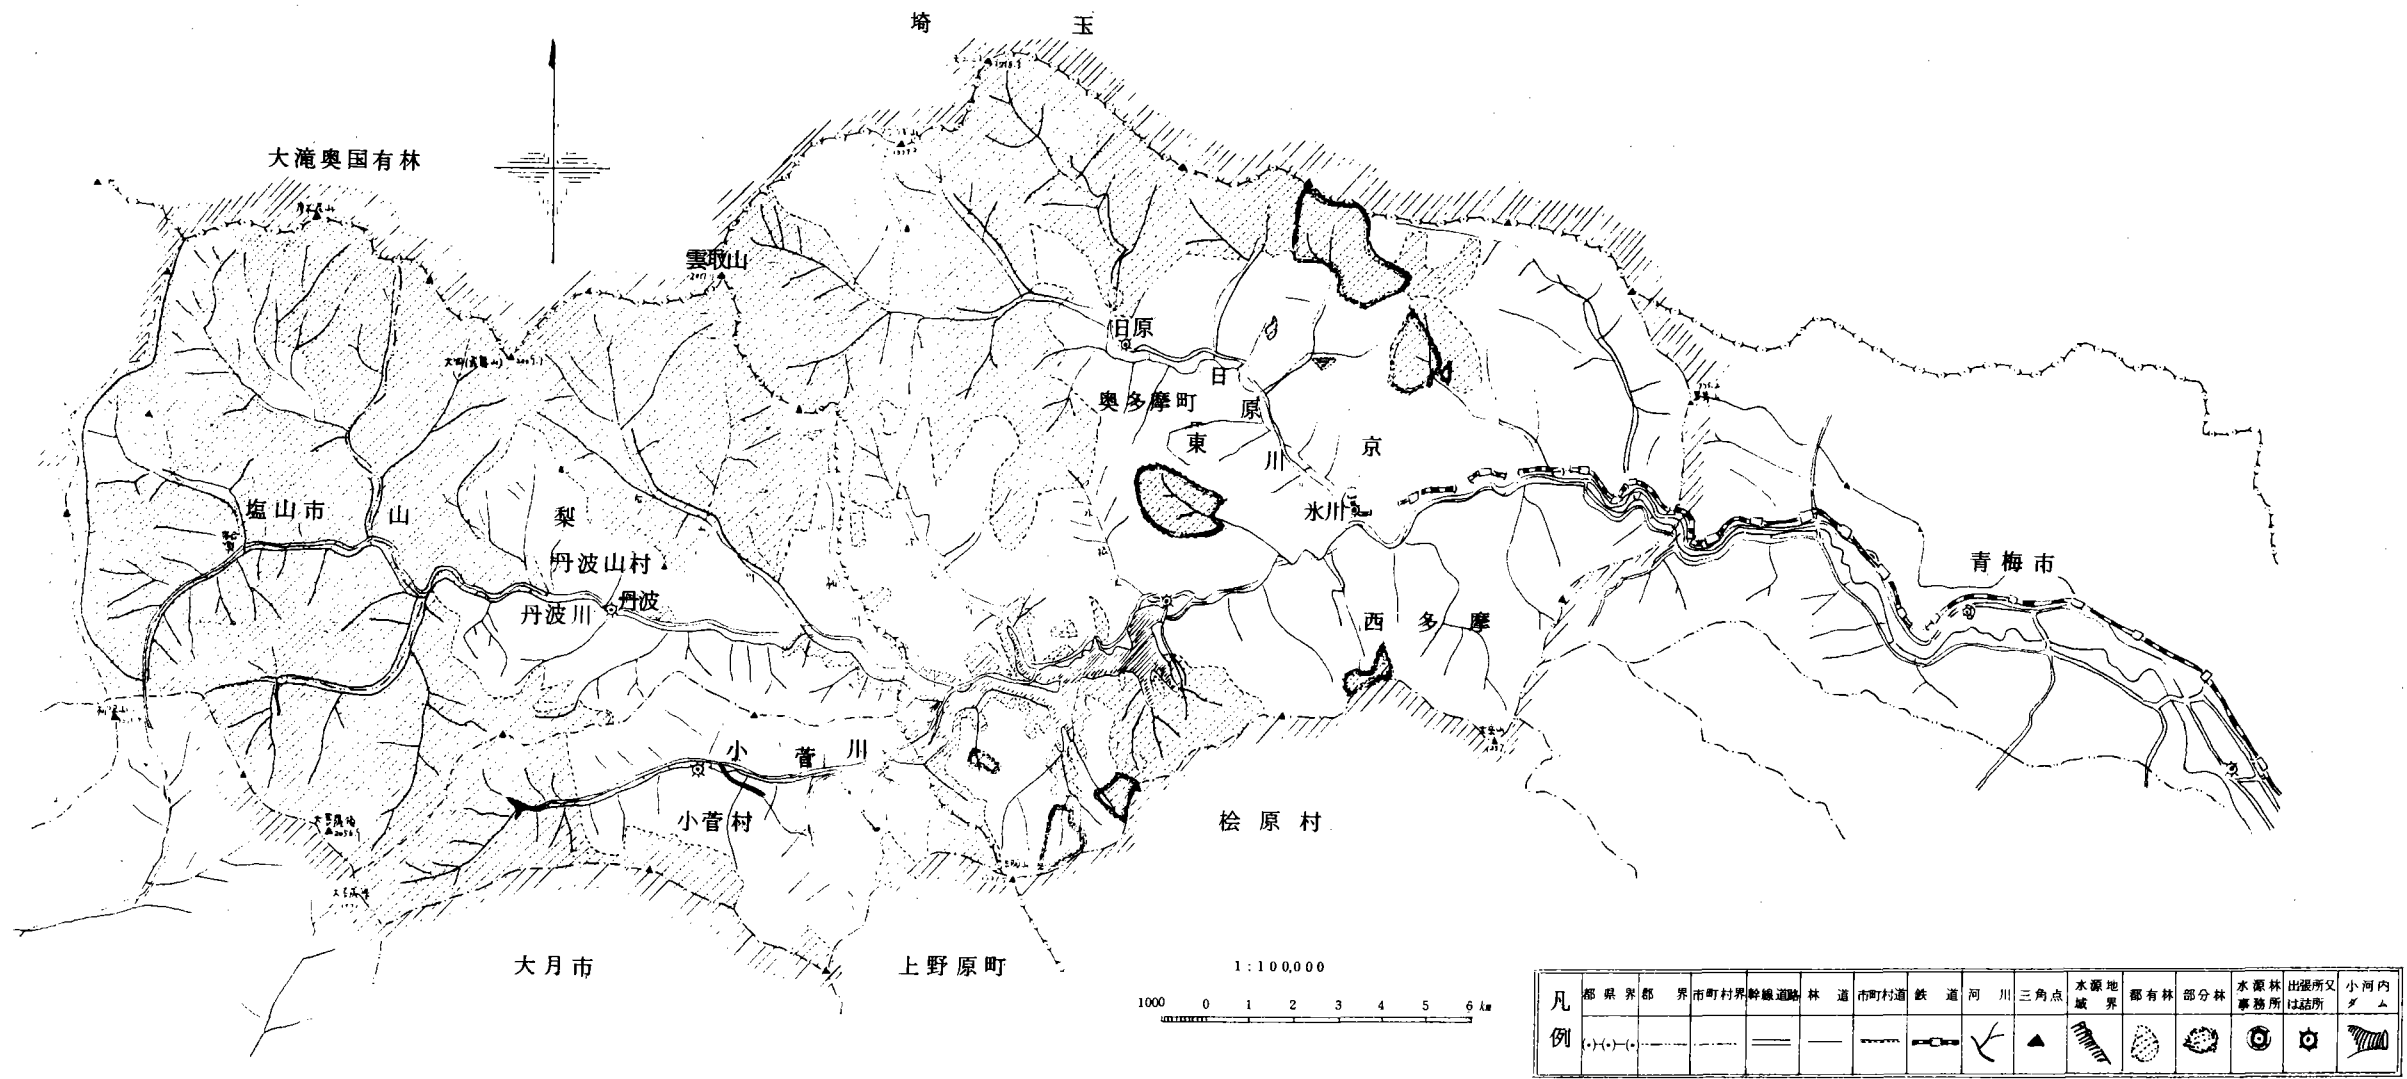 埼 玉
大滝奥国有林
雲取山
2017
日原
日
原
川
奥多摩町
東 京
塩山市
山 梨
氷川
丹波山村
丹波
丹波川
青梅市
西 多 摩
小 菅 川
小菅村
桧原村
大月市
上野原町
1:100,000
1000 0 1 2 3 4 5 6
凡例
都県界
郡界
市町村界
幹線道路
林道
市町村道
鉄道
河川
三角点
水源地域界
都有林
部分林
水源林事務所
出張所又は詰所
小河内ダム